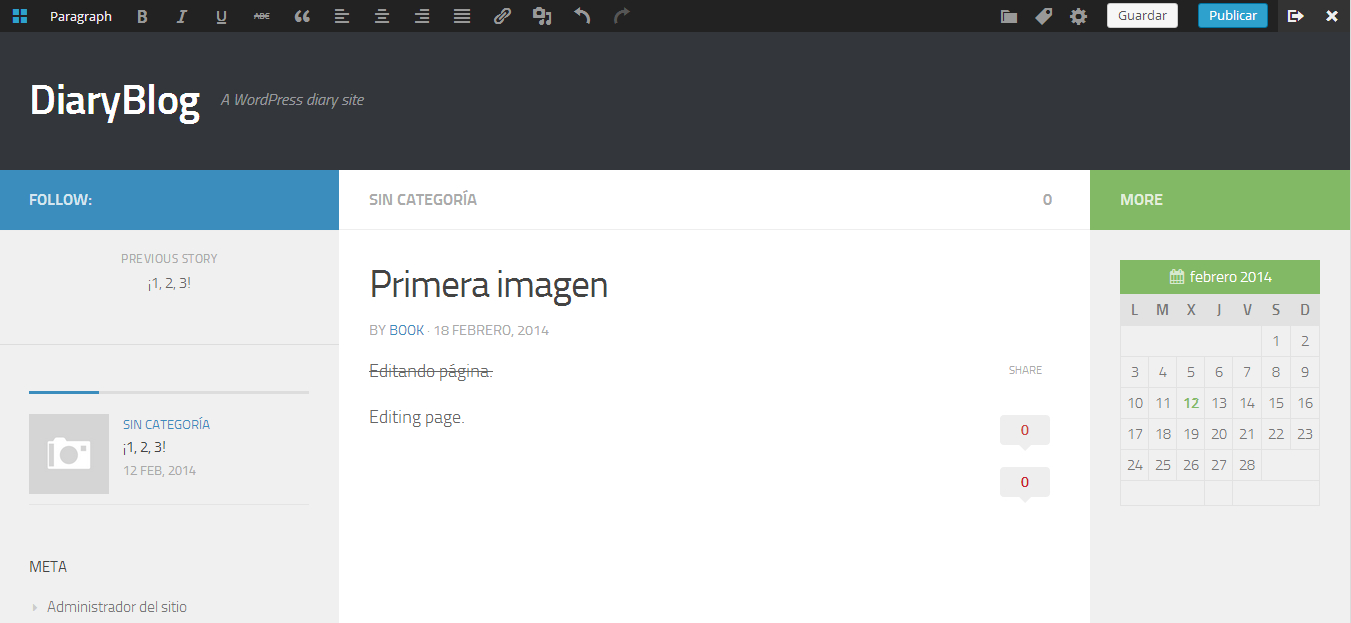 Paragraph B I U ABC Guardar Publicar
DiaryBlog A WordPress diary site
FOLLOW:
PREVIOUS STORY
¡1, 2, 3!
SIN CATEGORÍA
¡1, 2, 3!
12 FEB, 2014
META
Administrador del sitio
SIN CATEGORÍA 0
Primera imagen
BY BOOK · 18 FEBRERO, 2014
Editando página.
Editing page.
SHARE
0
0
MORE
febrero 2014
L M X J V S D
1 2
3 4 5 6 7 8 9
10 11 12 13 14 15 16
17 18 19 20 21 22 23
24 25 26 27 28